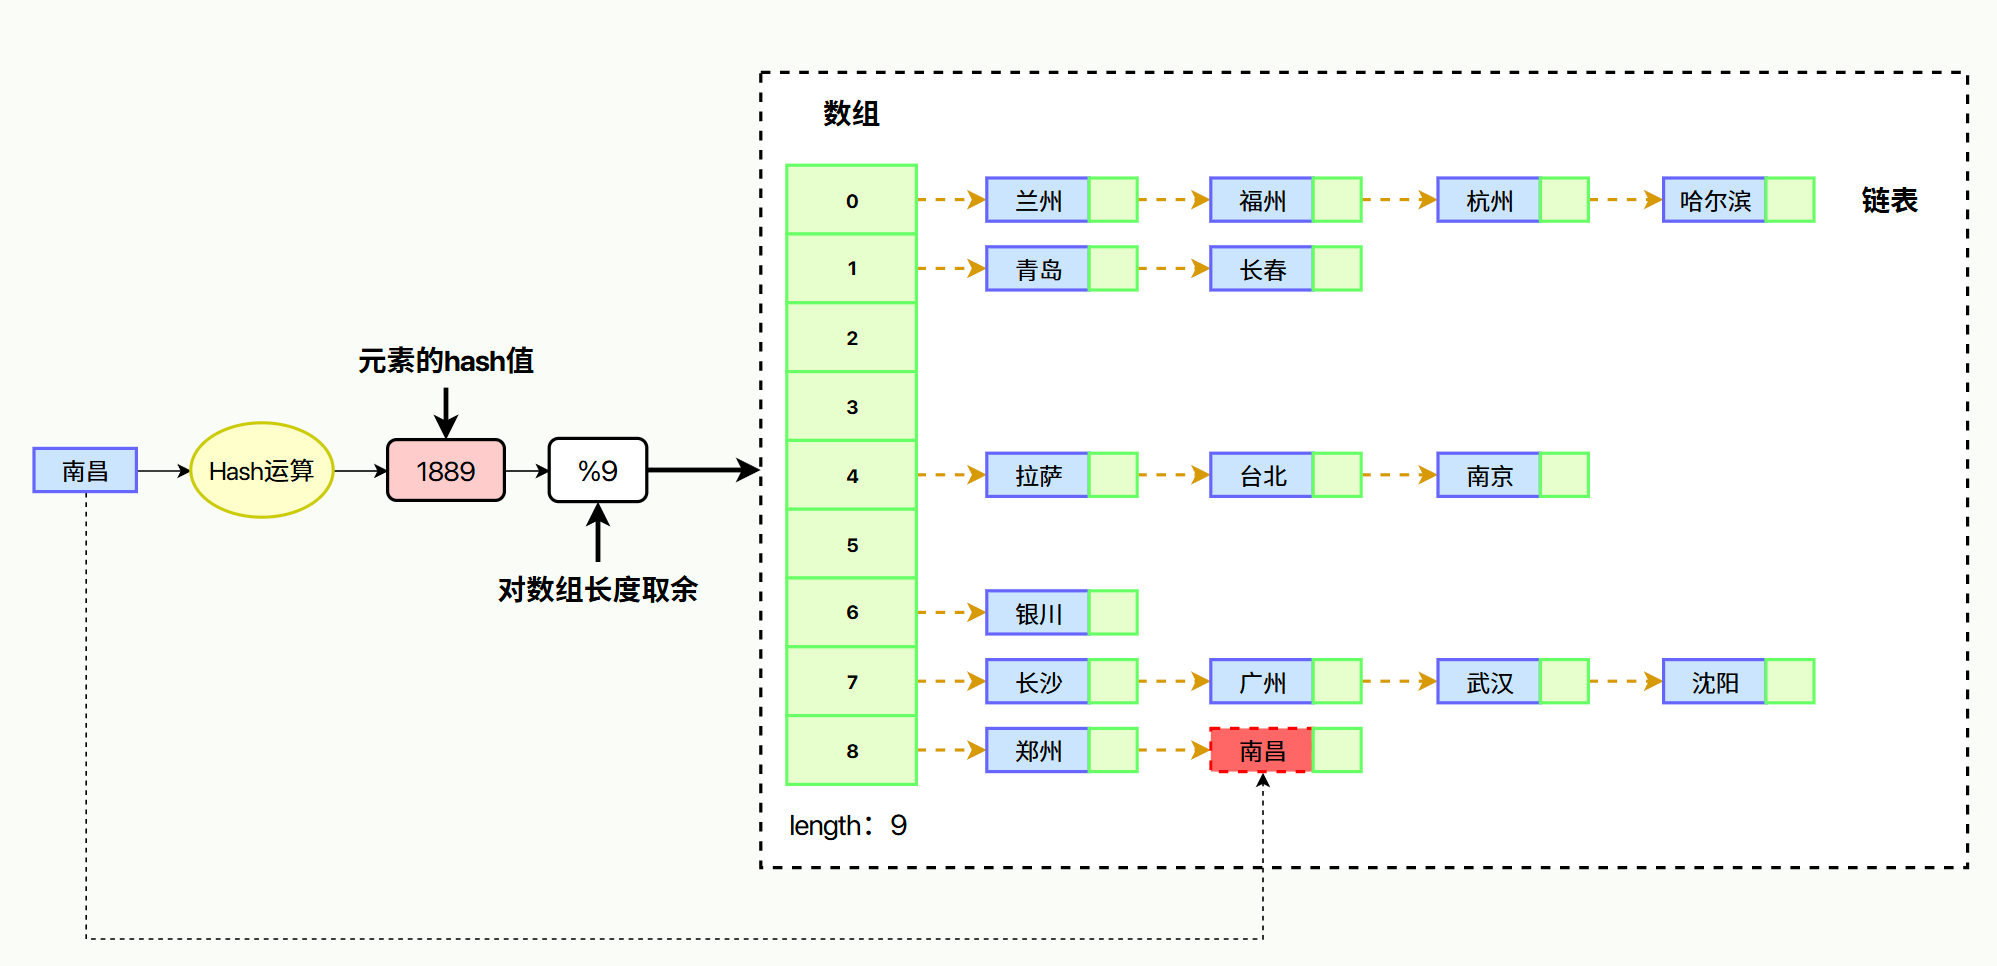 数组
0
兰州
福州
杭州
哈尔滨
链表
1
青岛
长春
2
元素的hash值
3
南昌
Hash运算
1889
%9
4
拉萨
台北
南京
5
对数组长度取余
6
银川
7
长沙
广州
武汉
沈阳
8
郑州
南昌
length：9